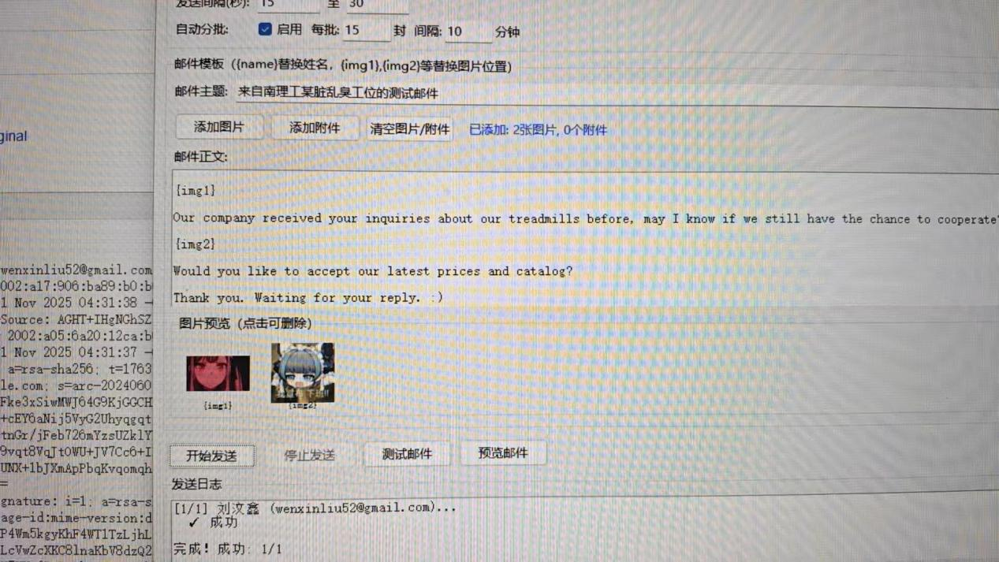 发送间隔(秒): 15 至 30
自动分批: 启用 每批: 15 封 间隔: 10 分钟
邮件模板 ({name}替换姓名, {img1},{img2}等替换图片位置)
邮件主题: 来自南理工某脏乱臭工位的测试邮件
添加图片 添加附件 清空图片/附件 已添加: 2张图片, 0个附件
ginal
邮件正文:
{img1}
Our company received your inquiries about our treadmills before, may I know if we still have the chance to cooperate?
{img2}
Would you like to accept our latest prices and catalog?
Thank you. Waiting for your reply. :)
图片预览 (点击可删除)
下班!!
{img1} {img2}
开始发送 停止发送 测试邮件 预览邮件
发送日志
[1/1] 刘汶鑫 (wenxinliu52@gmail.com)...
✓ 成功
完成! 成功: 1/1
wenxinliu52@gmail.com
002:a17:906:ba89:b0:b
1 Nov 2025 04:31:38 -
Source: AGHT+IHgNGhSZ
2002:a05:6a20:12ca:b
1 Nov 2025 04:31:37 -
a=rsa-sha256; t=1763
le.com; s=arc-2024060
Fke3xSiwMWJ64G9KjGGCH
+cEY6aNij5VyG2Uhyqgqt
tnGr/jFeb726mYzsUZklY
9vqt8VqJtOWU+JV7Cc6+I
UNX+1bJXmApPbqKvqomqh
=
gnature: i=1; a=rsa-s
age-id:mime-version:d
P4Wm5kgyKhF4WT1TzLjhL
LcVwZcXKC8lnaKbV8dzQ2